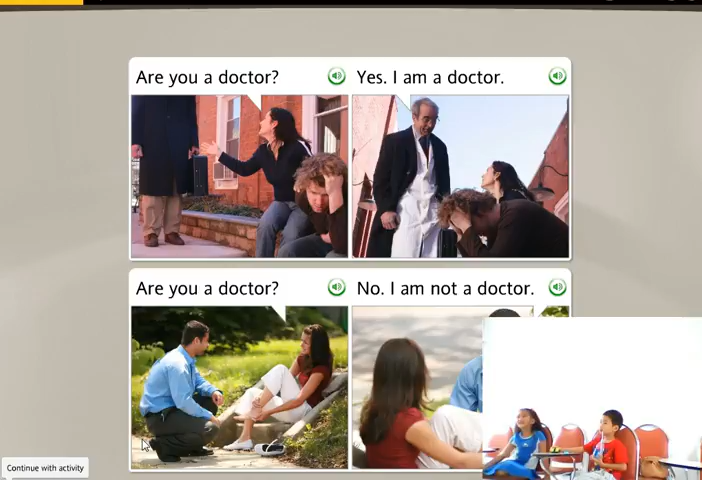 Are you a doctor?
Yes. I am a doctor.
Are you a doctor?
No. I am not a doctor.
Continue with activity